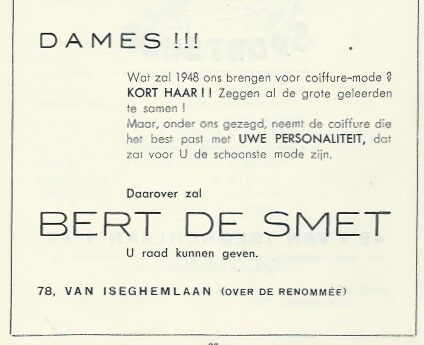 DAMES !!!
Wat zal 1948 ons brengen voor coiffure-mode ?
KORT HAAR !! Zeggen al de grote geleerden
te samen !
Maar, onder ons gezegd, neemt de coiffure die
het best past met UWE PERSONALITEIT, dat
zal voor U de schoonste mode zijn.
Daarover zal
BERT DE SMET
U raad kunnen geven.
78, VAN ISEGHEMLAAN (OVER DE RENOMMÉE)